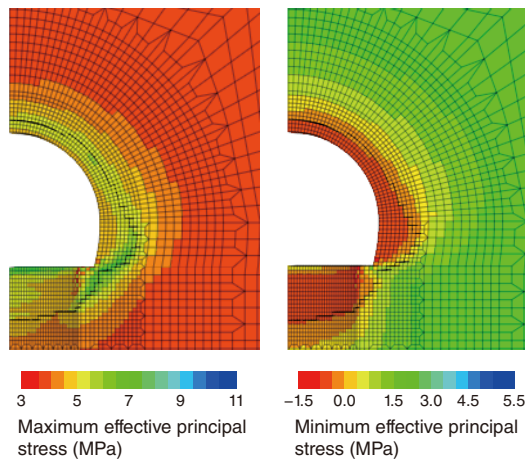 3 5 7 9 11
Maximum effective principal
stress (MPa)
−1.5 0.0 1.5 3.0 4.5 5.5
Minimum effective principal
stress (MPa)